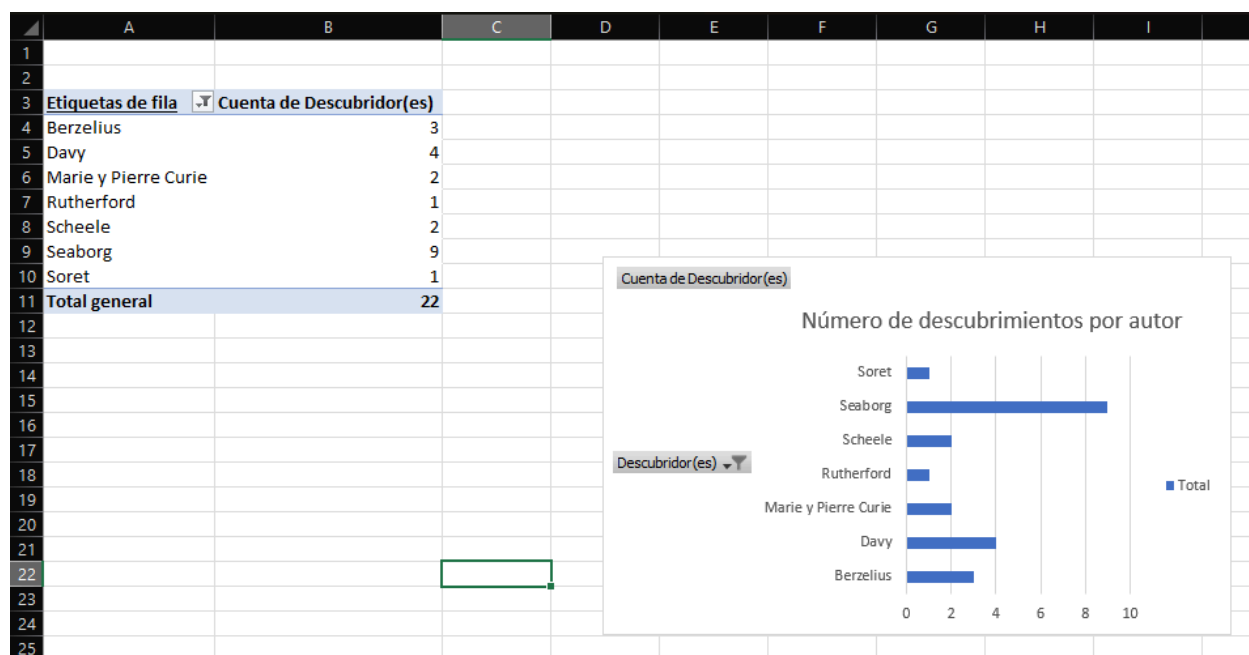 A B C D E F G H I
1
2
3 Etiquetas de fila Cuenta de Descubridor(es)
4 Berzelius 3
5 Davy 4
6 Marie y Pierre Curie 2
7 Rutherford 1
8 Scheele 2
9 Seaborg 9
10 Soret 1
11 Total general 22
12
13
14
15
16
17
18
19
20
21
22
23
24
25
Cuenta de Descubridor(es)
Número de descubrimientos por autor
Soret
Seaborg
Scheele
Descubridor(es)
Rutherford
Total
Marie y Pierre Curie
Davy
Berzelius
0 2 4 6 8 10